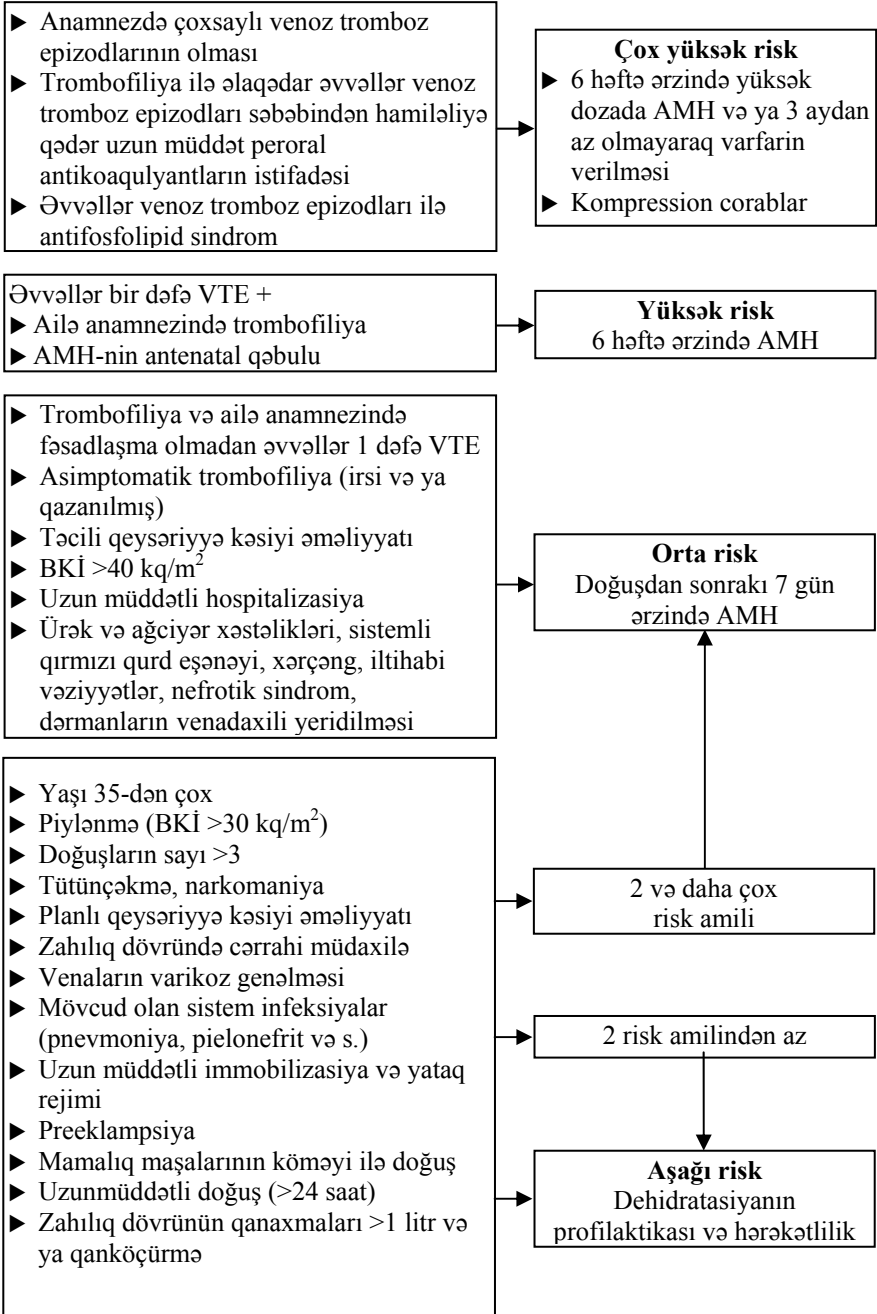 ► Anamnezdə çoxsaylı venoz tromboz
epizodlarının olması
► Trombofiliya ilə əlaqədar əvvəllər venoz
tromboz epizodları səbəbindən hamiləliyə
qədər uzun müddət peroral
antikoaqulyantların istifadəsi
► Əvvəllər venoz tromboz epizodları ilə
antifosfolipid sindrom
Çox yüksək risk
► 6 həftə ərzində yüksək
dozada AMH və ya 3 aydan
az olmayaraq varfarin
verilməsi
► Kompression corablar
Əvvəllər bir dəfə VTE +
► Ailə anamnezində trombofiliya
► AMH-nin antenatal qəbulu
Yüksək risk
6 həftə ərzində AMH
► Trombofiliya və ailə anamnezində
fəsadlaşma olmadan əvvəllər 1 dəfə VTE
► Asimptomatik trombofiliya (irsi və ya
qazanılmış)
► Təcili qeysəriyyə kəsiyi əməliyyatı
► BKİ >40 kq/m²
► Uzun müddətli hospitalizasiya
► Ürək və ağciyər xəstəlikləri, sistemli
qırmızı qurd eşənəyi, xərçəng, iltihabi
vəziyyətlər, nefrotik sindrom,
dərmanların venadaxili yeridilməsi
Orta risk
Doğuşdan sonrakı 7 gün
ərzində AMH
► Yaşı 35-dən çox
► Piylənmə (BKİ >30 kq/m²)
► Doğuşların sayı >3
► Tütünçəkmə, narkomaniya
► Planlı qeysəriyyə kəsiyi əməliyyatı
► Zahılıq dövründə cərrahi müdaxilə
► Venaların varikoz genəlməsi
► Mövcud olan sistem infeksiyalar
(pnevmoniya, pielonefrit və s.)
► Uzun müddətli immobilizasiya və yataq
rejimi
► Preeklampsiya
► Mamalıq maşalarının köməyi ilə doğuş
► Uzunmüddətli doğuş (>24 saat)
► Zahılıq dövrünün qanaxmaları >1 litr və
ya qanköçürmə
2 və daha çox
risk amili
2 risk amilindən az
Aşağı risk
Dehidratasiyanın
profilaktikası və hərəkətlilik